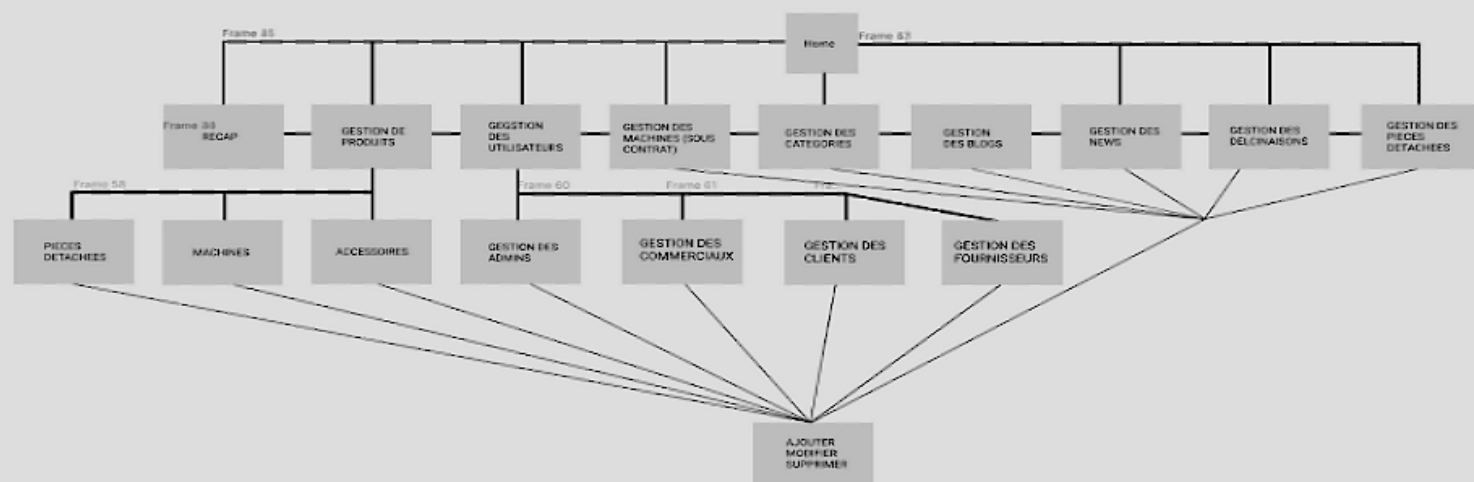 Frame 85
Home
Frame 83
Frame 88
RECAP
GESTION DE
PRODUITS
GEGSTION
DES
UTILISATEURS
GESTION DES
MACHINES (SOUS
CONTRAT)
GESTION DES
CATEGORIES
GESTION
DES BLOGS
GESTION DES
NEWS
GESTION DES
DELCINAISONS
GESTION DES
PIECES
DETACHEES
Frame 58
Frame 60
Frame 61
PIECES
DETACHEES
MACHINES
ACCESSOIRES
GESTION DES
ADMINS
GESTION DES
COMMERCIAUX
GESTION DES
CLIENTS
GESTION DES
FOURNISSEURS
AJOUTER
MODIFIER
SUPPRIMER